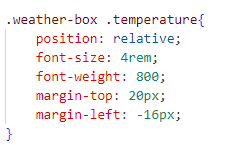 .weather-box .temperature{
    position: relative;
    font-size: 4rem;
    font-weight: 800;
    margin-top: 20px;
    margin-left: -16px;
}